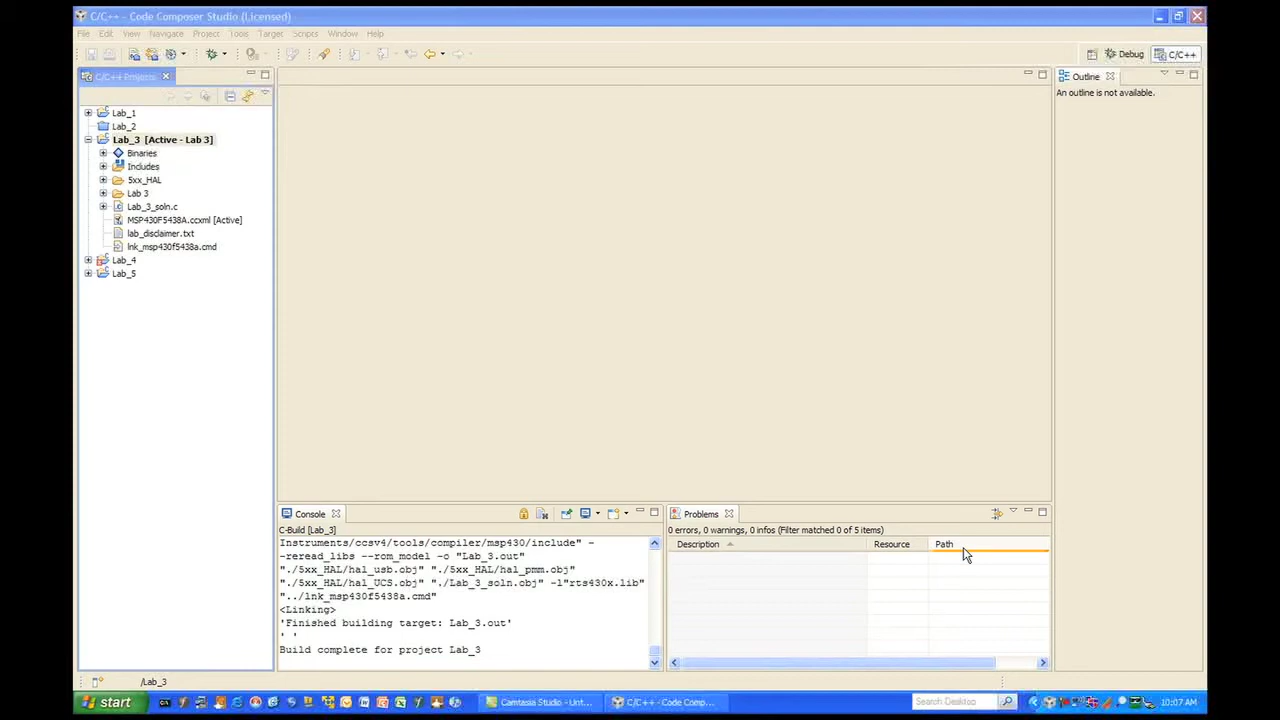 C/C++ - Code Composer Studio (Licensed)
File Edit View Navigate Project Tools Target Scripts Window Help
Debug C/C++
C/C++ Projects
Outline
An outline is not available.
Lab_1
Lab_2
Lab_3 [Active - Lab 3]
Binaries
Includes
5xx_HAL
Lab 3
Lab_3_soln.c
MSP430F5438A.ccxml [Active]
lab_disclaimer.txt
lnk_msp430f5438a.cmd
Lab_4
Lab_5
Console
C-Build [Lab_3]
Instruments/ccsv4/tools/compiler/msp430/include" -
-reread_libs --rom_model -o "Lab_3.out"
"./5xx_HAL/hal_usb.obj" "./5xx_HAL/hal_pmm.obj"
"./5xx_HAL/hal_UCS.obj" "./Lab_3_soln.obj" -l"rts430x.lib"
"../lnk_msp430f5438a.cmd"
<Linking>
'Finished building target: Lab_3.out'
' '
Build complete for project Lab_3
Problems
0 errors, 0 warnings, 0 infos (Filter matched 0 of 5 items)
Description Resource Path
/Lab_3
start
Camtasia Studio - Unt...
C/C++ - Code Comp...
Search Desktop
10:07 AM